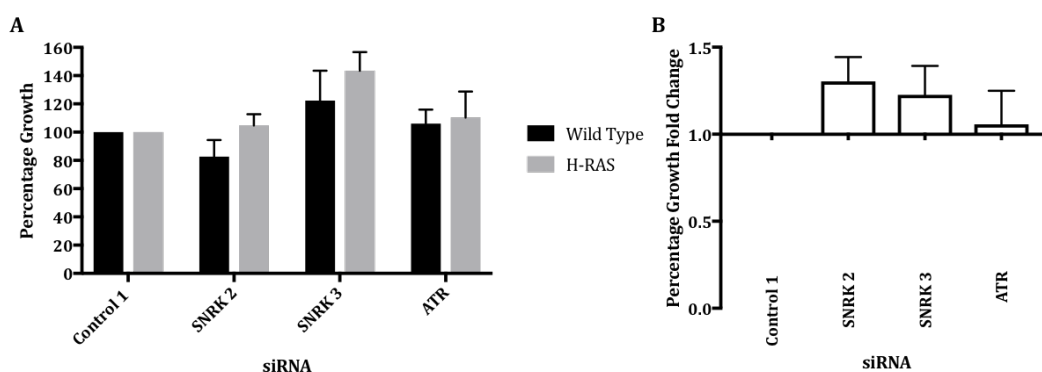 A
Percentage Growth
160
140
120
100
80
60
40
20
0
Control 1
SNRK 2
SNRK 3
ATR
siRNA
Wild Type
H-RAS
B
Percentage Growth Fold Change
1.5
1.0
0.5
0.0
Control 1
SNRK 2
SNRK 3
ATR
siRNA